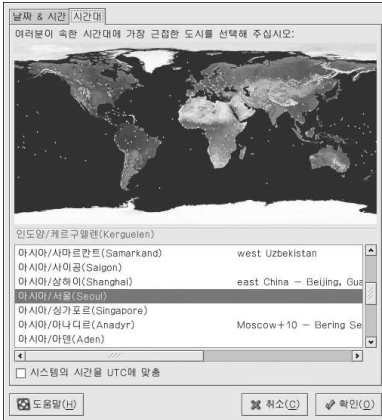 날짜 & 시간 시간대
여러분이 속한 시간대에 가장 근접한 도시를 선택해 주십시오:
인도양/케르구엘렌(Kerguelen)
아시아/사마르칸트(Samarkand) west Uzbekistan
아시아/사이공(Saigon)
아시아/상하이(Shanghai) east China - Beijing, Gua
아시아/서울(Seoul)
아시아/싱가포르(Singapore)
아시아/아나디르(Anadyr) Moscow+10 - Bering Se
아시아/아덴(Aden)
시스템의 시간을 UTC에 맞춤
도움말(H) 취소(C) 확인(O)